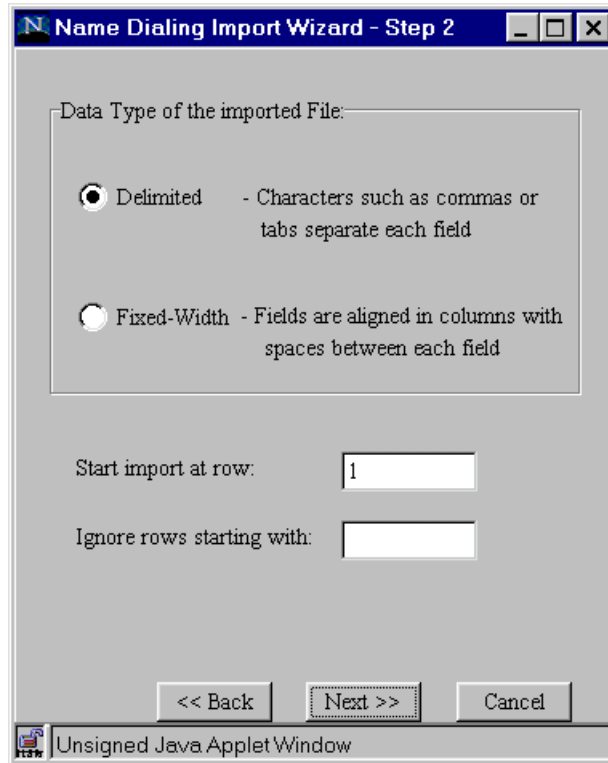 N Name Dialing Import Wizard - Step 2
Data Type of the imported File:
Delimited - Characters such as commas or
tabs separate each field
Fixed-Width - Fields are aligned in columns with
spaces between each field
Start import at row: 1
Ignore rows starting with:
<< Back Next >> Cancel
Unsigned Java Applet Window